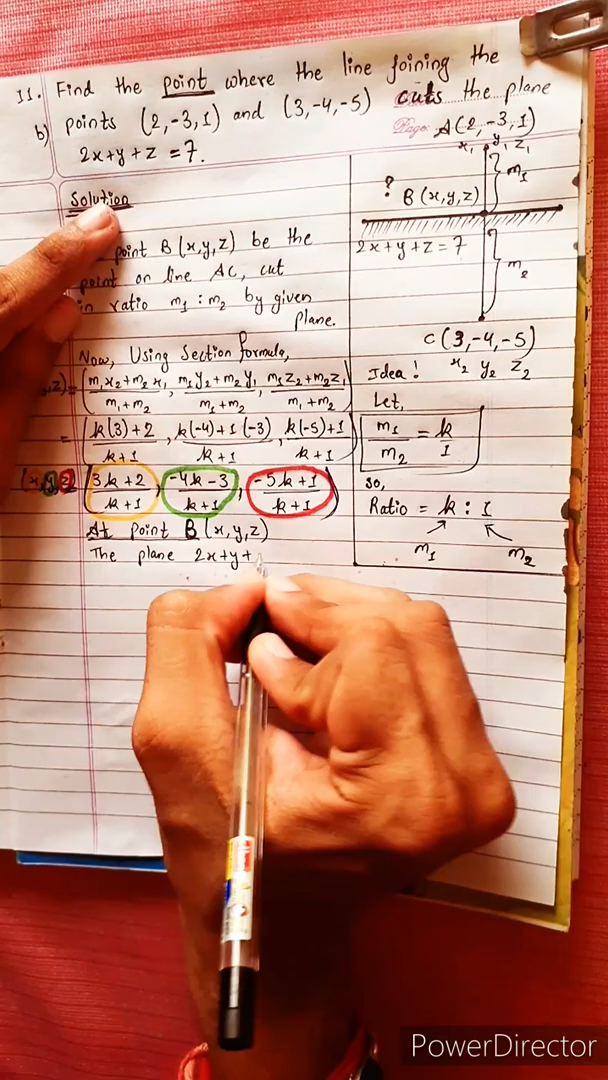 11. Find the point where the line joining the
b) points (2,-3,1) and (3,-4,-5) cuts the plane
2x+y+z=7.
Page: A(2,-3,1)
x₁ y₁ z₁
m₁
Solution
? B(x,y,z)
point B(x,y,z) be the
point on line AC, cut
in ratio m₁:m₂ by given
plane.
2x+y+z=7
m₂
C(3,-4,-5)
x₂ y₂ z₂
Now, Using Section formula,
,z)=(m₁x₂+m₂x₁/m₁+m₂, m₁y₂+m₂y₁/m₁+m₂, m₁z₂+m₂z₁/m₁+m₂)
=(k(3)+2/k+1, k(-4)+1(-3)/k+1, k(-5)+1/k+1)
(x,y,z) (3k+2/k+1, -4k-3/k+1, -5k+1/k+1)
At point B(x,y,z)
The plane 2x+y+
Idea!
Let,
m₁/m₂ = k/1
so,
Ratio = k:1
m₁ m₂
PowerDirector